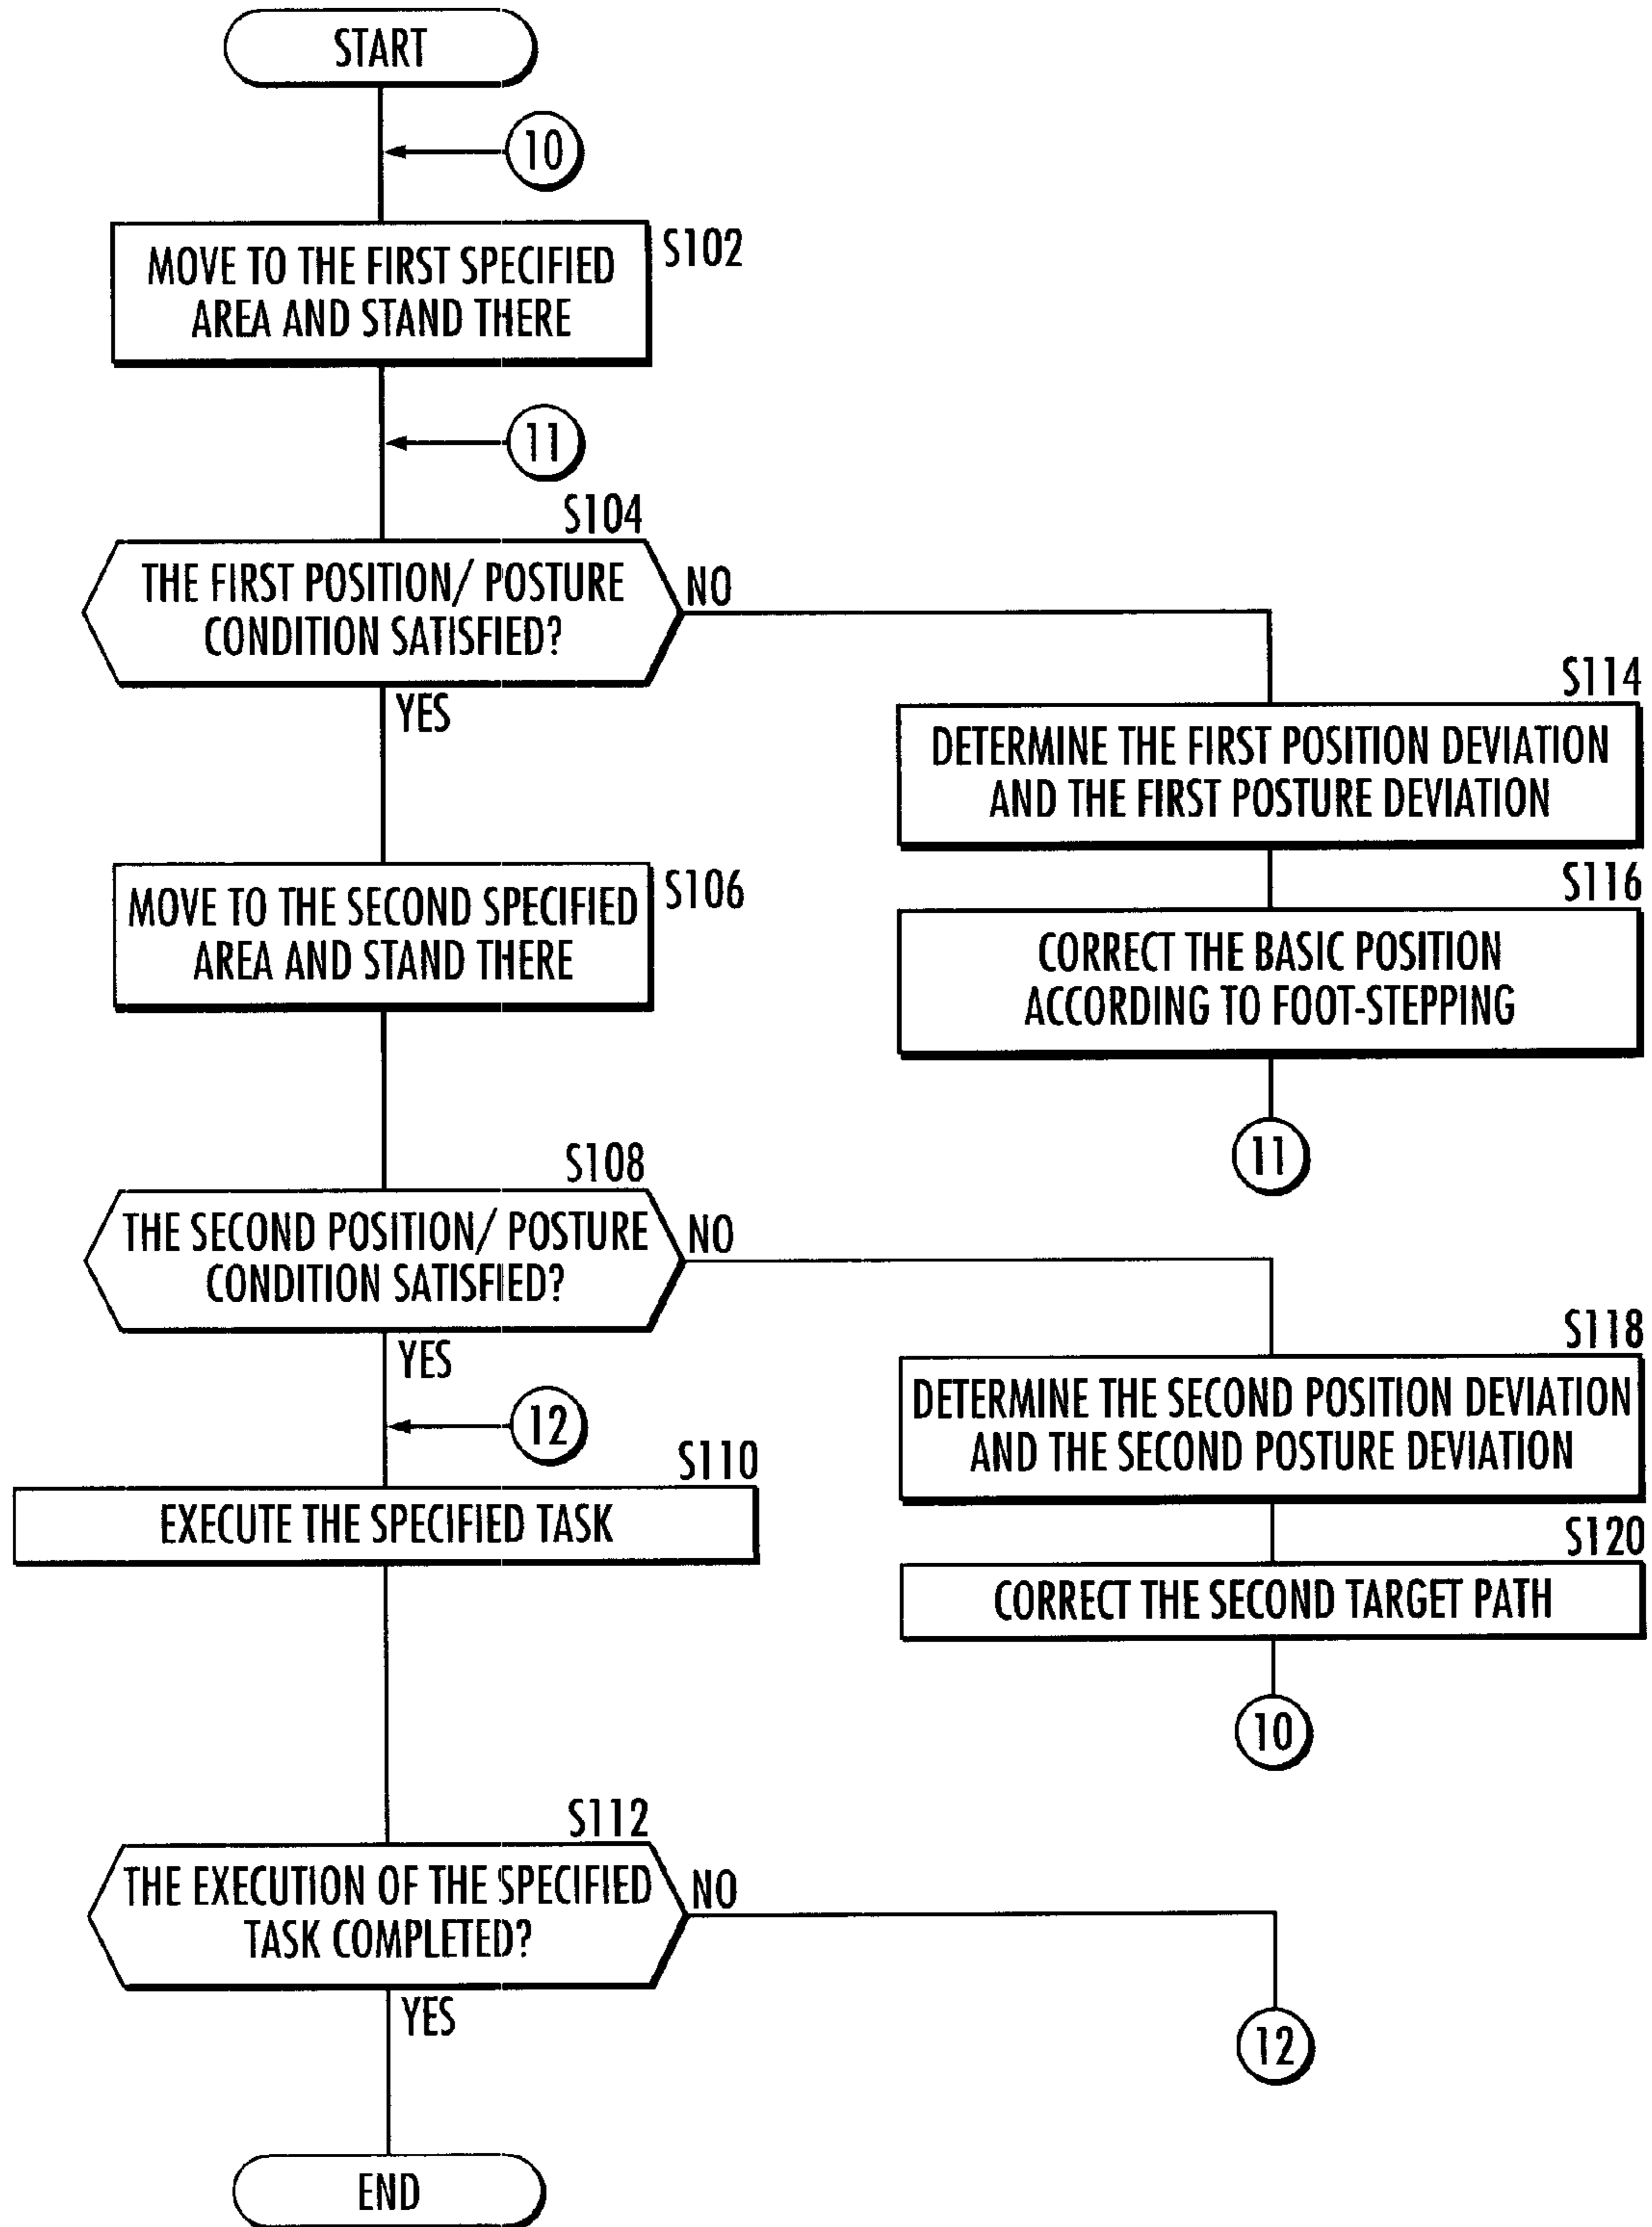 START
10
MOVE TO THE FIRST SPECIFIED
AREA AND STAND THERE
S102
11
S104
THE FIRST POSITION/ POSTURE
CONDITION SATISFIED?
NO
YES
S114
DETERMINE THE FIRST POSITION DEVIATION
AND THE FIRST POSTURE DEVIATION
S116
CORRECT THE BASIC POSITION
ACCORDING TO FOOT-STEPPING
11
MOVE TO THE SECOND SPECIFIED
AREA AND STAND THERE
S106
S108
THE SECOND POSITION/ POSTURE
CONDITION SATISFIED?
NO
YES
S118
DETERMINE THE SECOND POSITION DEVIATION
AND THE SECOND POSTURE DEVIATION
S120
CORRECT THE SECOND TARGET PATH
10
12
S110
EXECUTE THE SPECIFIED TASK
S112
THE EXECUTION OF THE SPECIFIED
TASK COMPLETED?
NO
YES
12
END